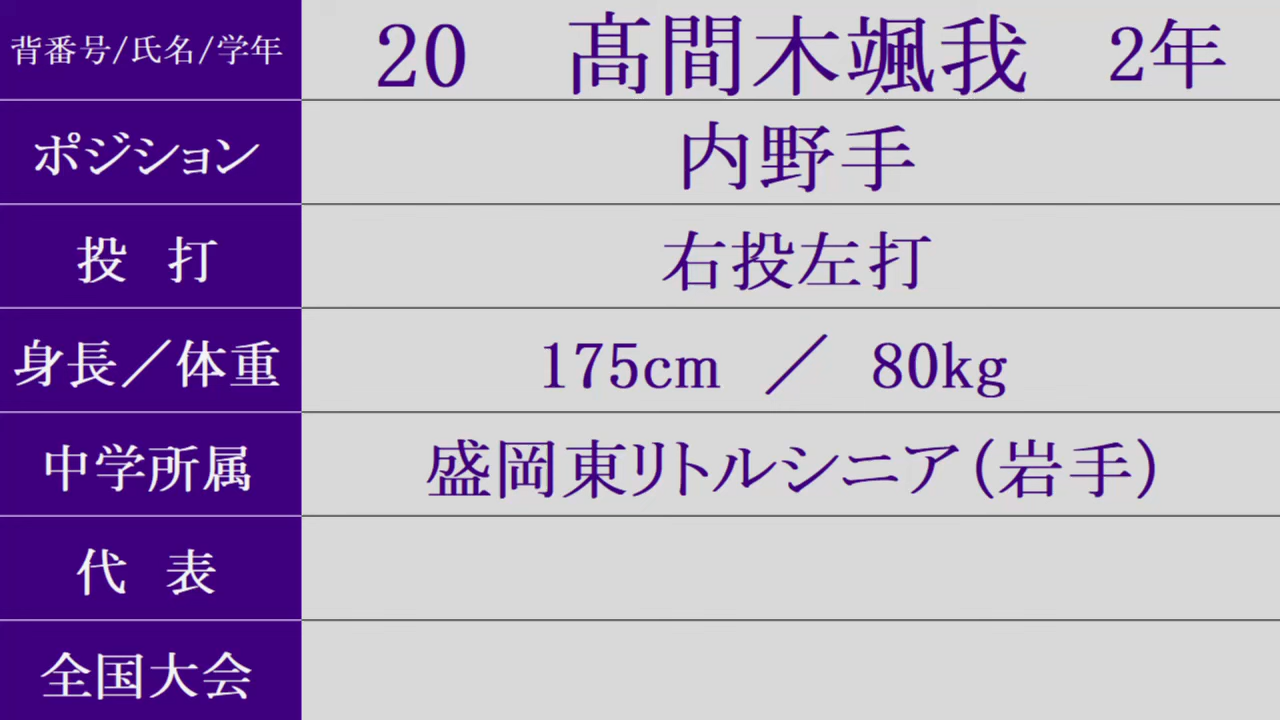 背番号/氏名/学年 20 髙間木颯我 2年
ポジション 内野手
投 打 右投左打
身長／体重 175cm ／ 80kg
中学所属 盛岡東リトルシニア(岩手)
代 表
全国大会